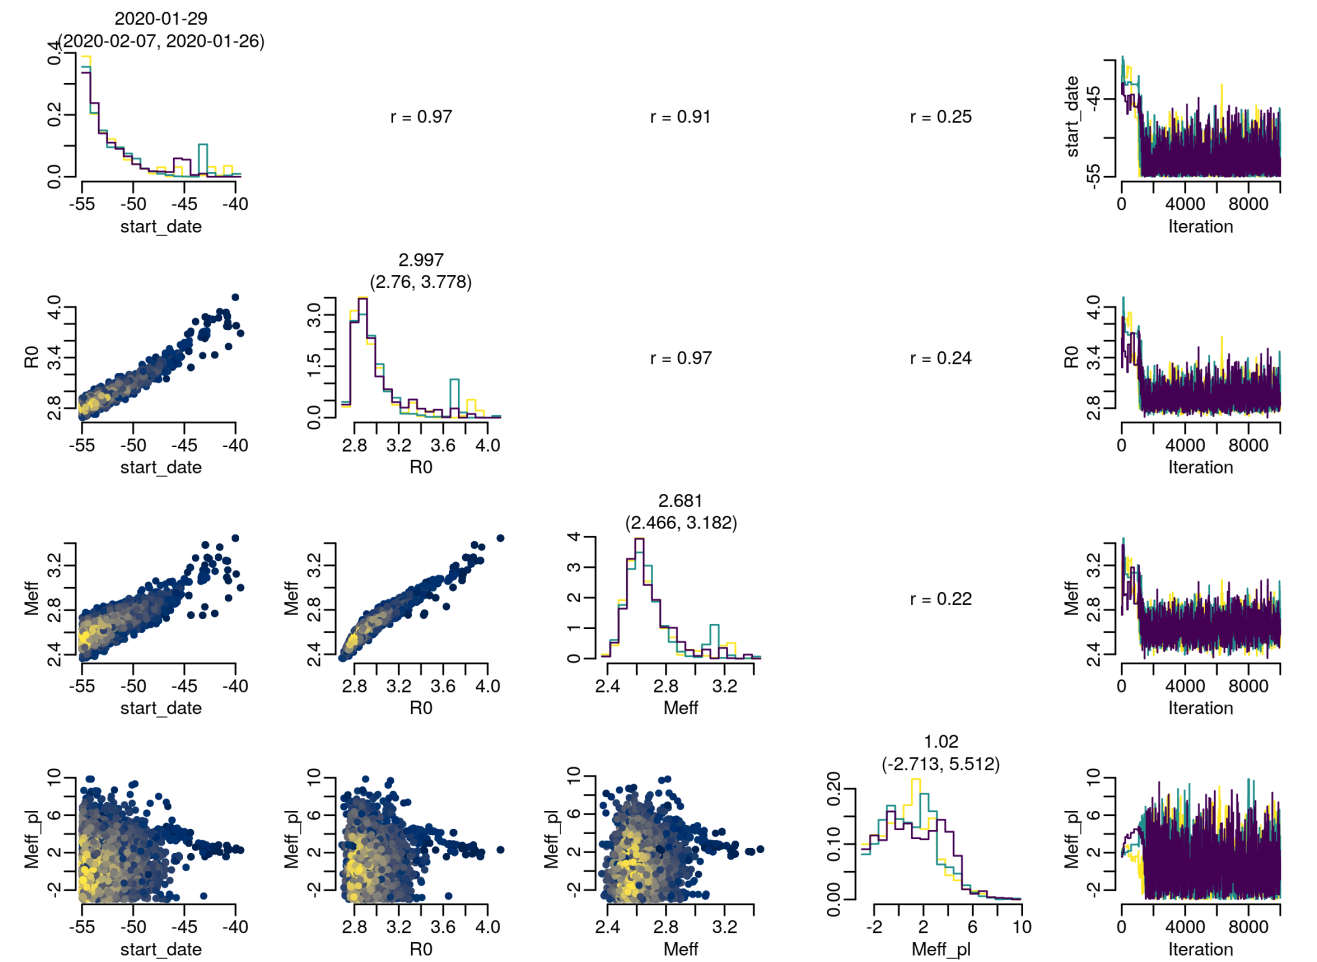 2020-01-29
(2020-02-07, 2020-01-26)
0.0 0.2 0.4
-55 -50 -45 -40
start_date
r = 0.97
r = 0.91
r = 0.25
start_date
-55 -45
0 4000 8000
Iteration
R0
2.8 3.4 4.0
-55 -50 -45 -40
start_date
2.997
(2.76, 3.778)
0.0 1.5 3.0
2.8 3.2 3.6 4.0
R0
r = 0.97
r = 0.24
R0
2.8 3.4 4.0
0 4000 8000
Iteration
Meff
2.4 2.8 3.2
-55 -50 -45 -40
start_date
Meff
2.4 2.8 3.2
2.8 3.2 3.6 4.0
R0
2.681
(2.466, 3.182)
0 1 2 3 4
2.4 2.8 3.2
Meff
r = 0.22
Meff
2.4 2.8 3.2
0 4000 8000
Iteration
Meff_pl
-2 2 6 10
-55 -50 -45 -40
start_date
Meff_pl
-2 2 6 10
2.8 3.2 3.6 4.0
R0
Meff_pl
-2 2 6 10
2.4 2.8 3.2
Meff
1.02
(-2.713, 5.512)
0.00 0.10 0.20
-2 2 6 10
Meff_pl
Meff_pl
-2 2 6 10
0 4000 8000
Iteration